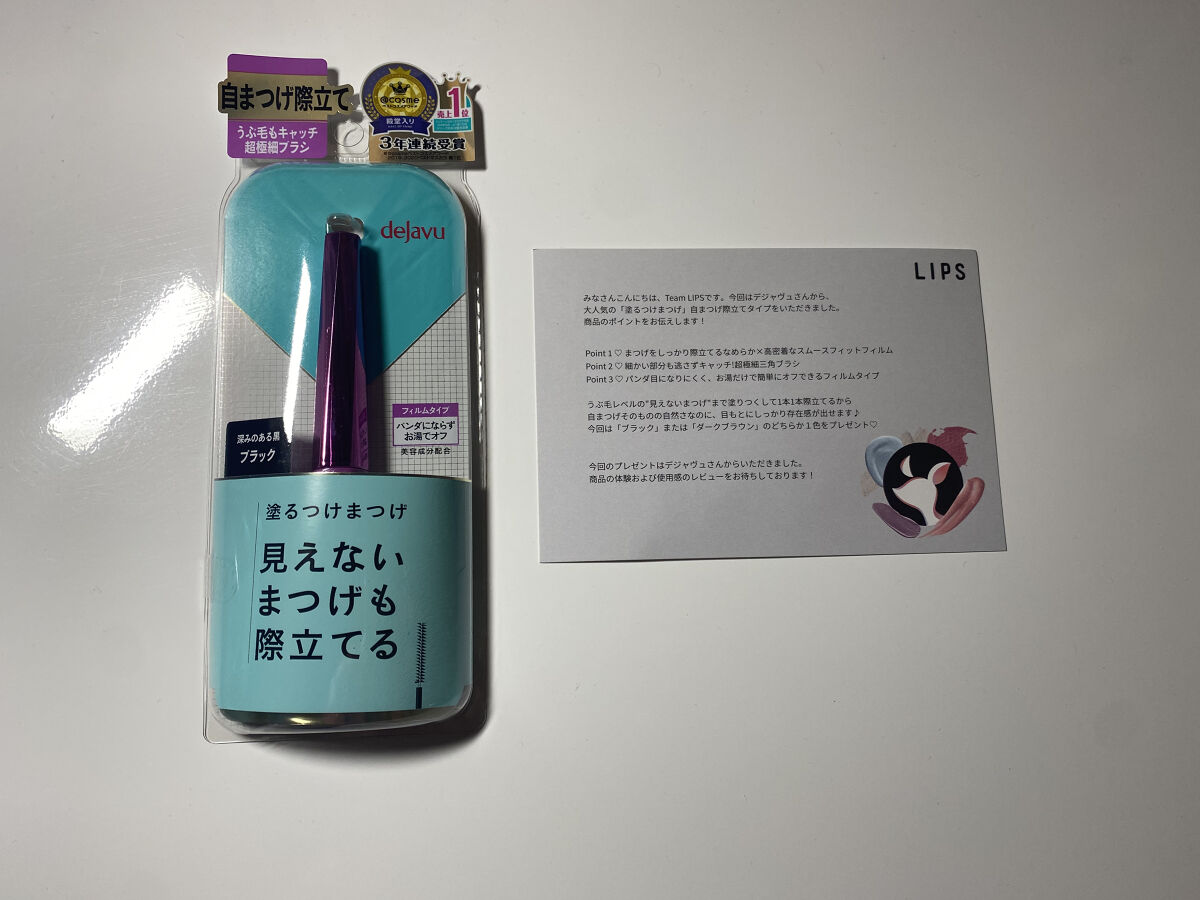 自まつげ際立て
うぶ毛もキャッチ
超極細ブラシ
@cosme
殿堂入り
3年連続受賞
売上1位
dejavu
フィルムタイプ
パンダにならず
お湯でオフ
美容成分配合
深みのある黒
ブラック
塗るつけまつげ
見えない
まつげも
際立てる
LIPS
みなさんこんにちは、Team LIPSです。今回はデジャヴュさんから、
大人気の「塗るつけまつげ」自まつげ際立てタイプをいただきました。
商品のポイントをお伝えします！
Point 1 ♡ まつげをしっかり際立てるなめらか×高密着なスムースフィットフィルム
Point 2 ♡ 細かい部分も逃さずキャッチ!超極細三角ブラシ
Point 3 ♡ パンダ目になりにくく、お湯だけで簡単にオフできるフィルムタイプ
うぶ毛レベルの"見えないまつげ"まで塗りつくして1本1本際立てるから
自まつげそのものの自然さなのに、目もとにしっかり存在感が出せます♪
今回は「ブラック」または「ダークブラウン」のどちらか１色をプレゼント♡
今回のプレゼントはデジャヴュさんからいただきました。
商品の体験および使用感のレビューをお待ちしております！